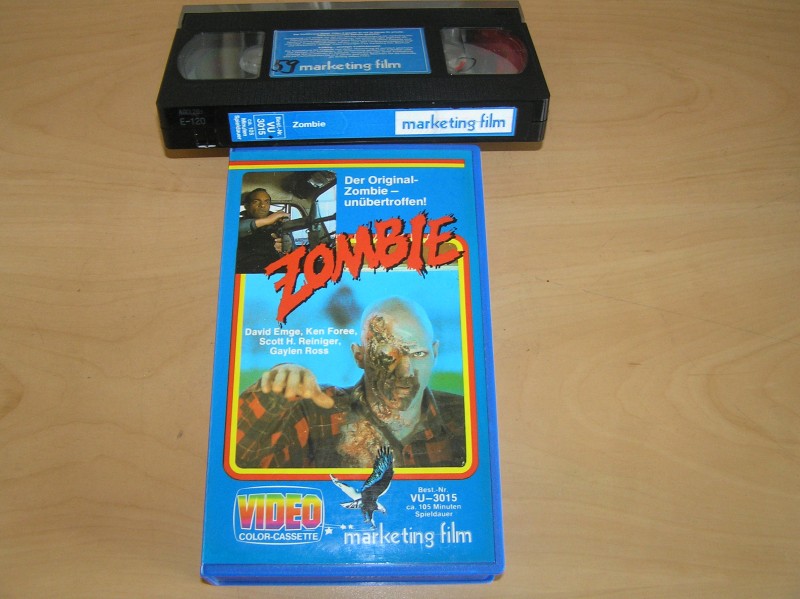 59 marketing film
E-120
Best.-Nr.
VU-
3015
ca. 105
Minuten
Spieldauer
Zombie
marketing film
Der Original-
Zombie –
unübertroffen!
ZOMBIE
David Emge, Ken Foree,
Scott H. Reiniger,
Gaylen Ross
VIDEO
COLOR-CASSETTE
Best.-Nr.
VU–3015
ca. 105 Minuten
Spieldauer
marketing film